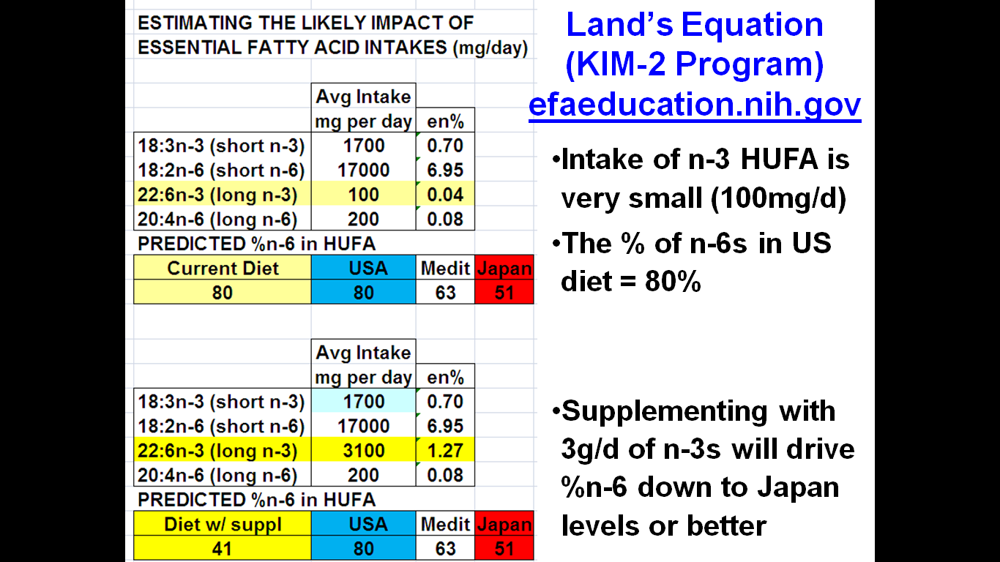 ESTIMATING THE LIKELY IMPACT OF
ESSENTIAL FATTY ACID INTAKES (mg/day)
Avg Intake
mg per day en%
18:3n-3 (short n-3) 1700 0.70
18:2n-6 (short n-6) 17000 6.95
22:6n-3 (long n-3) 100 0.04
20:4n-6 (long n-6) 200 0.08
PREDICTED %n-6 in HUFA
Current Diet USA Medit Japan
80 80 63 51
Avg Intake
mg per day en%
18:3n-3 (short n-3) 1700 0.70
18:2n-6 (short n-6) 17000 6.95
22:6n-3 (long n-3) 3100 1.27
20:4n-6 (long n-6) 200 0.08
PREDICTED %n-6 in HUFA
Diet w/ suppl USA Medit Japan
41 80 63 51
Land's Equation
(KIM-2 Program)
efaeducation.nih.gov
•Intake of n-3 HUFA is
very small (100mg/d)
•The % of n-6s in US
diet = 80%
•Supplementing with
3g/d of n-3s will drive
%n-6 down to Japan
levels or better